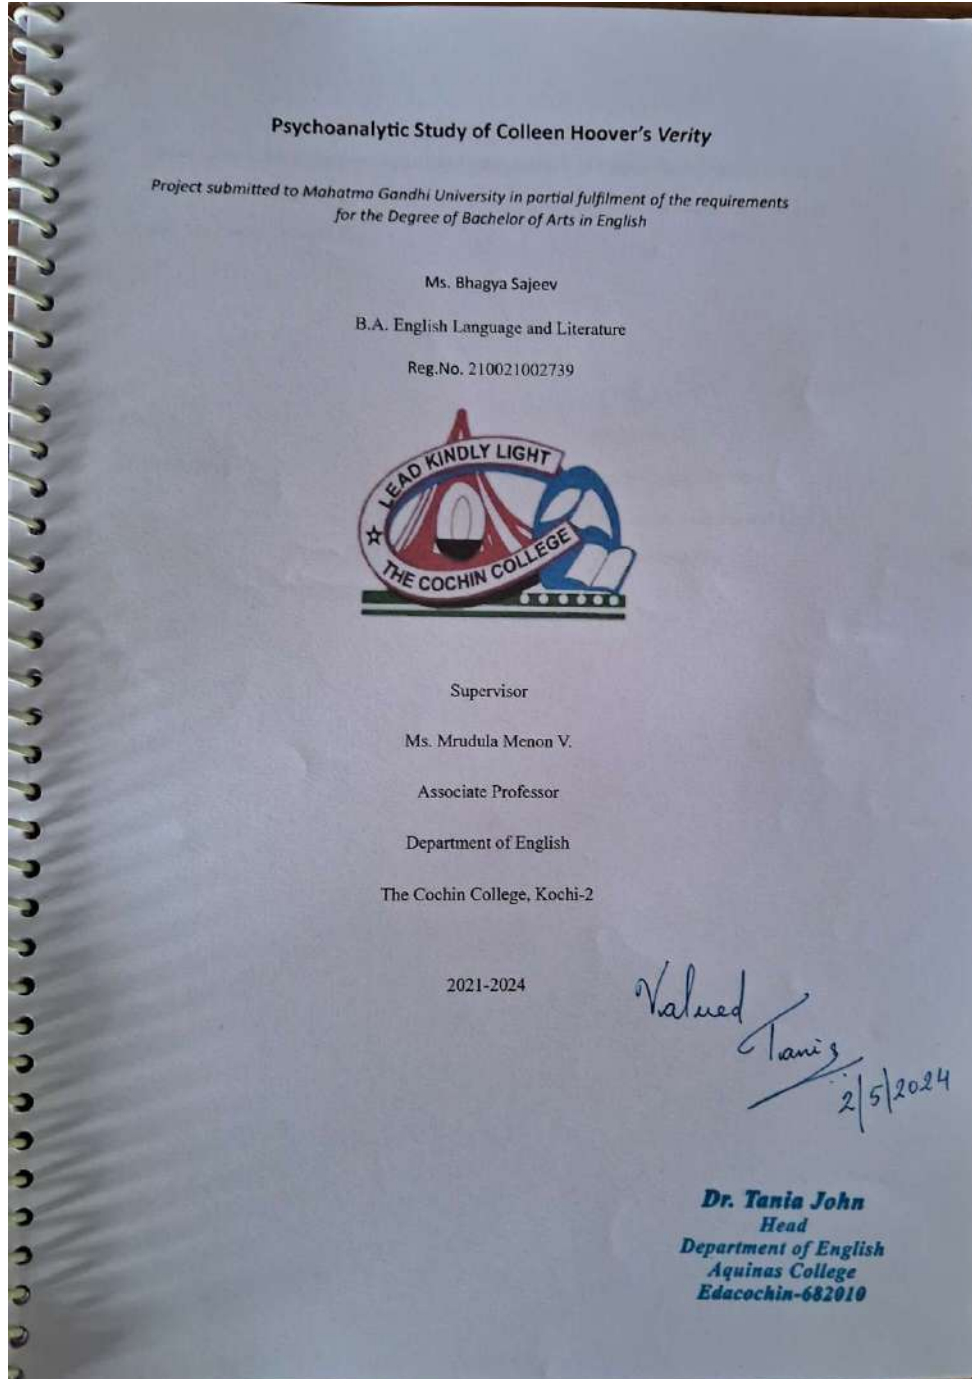 Psychoanalytic Study of Colleen Hoover's Verity
Project submitted to Mahatma Gandhi University in partial fulfilment of the requirements
for the Degree of Bachelor of Arts in English
Ms. Bhagya Sajeev
B.A. English Language and Literature
Reg.No. 210021002739
LEAD KINDLY LIGHT
THE COCHIN COLLEGE
Supervisor
Ms. Mrudula Menon V.
Associate Professor
Department of English
The Cochin College, Kochi-2
2021-2024
Valued
Tania
2/5/2024
Dr. Tania John
Head
Department of English
Aquinas College
Edacochin-682010